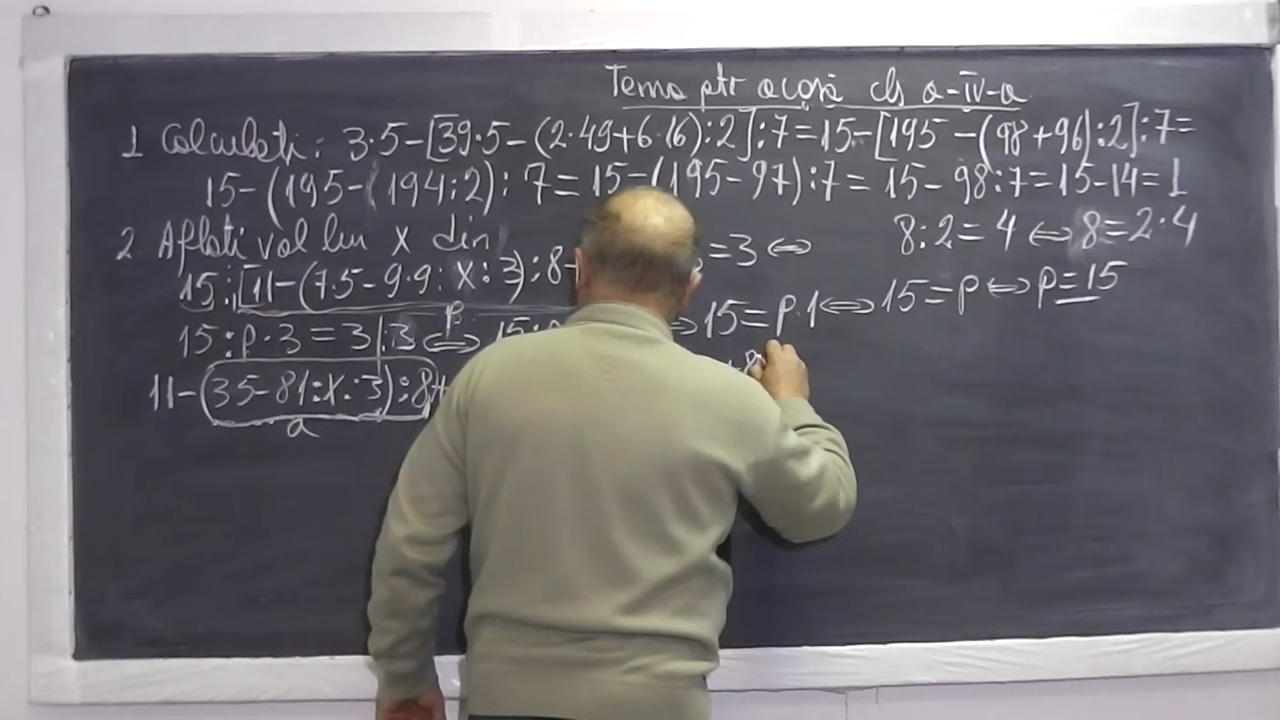 Tema ptr acasă cls a-IV-a
1 Calculați: 3·5-[39·5-(2·49+6·16):2]:7=15-[195-(98+96):2]:7=
15-(195-(194:2):7=15-(195-97):7=15-98:7=15-14=1
2. Aflați val lui x din
8:2=4⇔8=2·4
15:[11-(7·5-9·9:x:3):8+ =3⇔
15:p·3=3|:3 ⇔ 15: ⇒15=p·1⇔15=p⇔p=15
p
11-(35-81:x:3):8+ +8
a